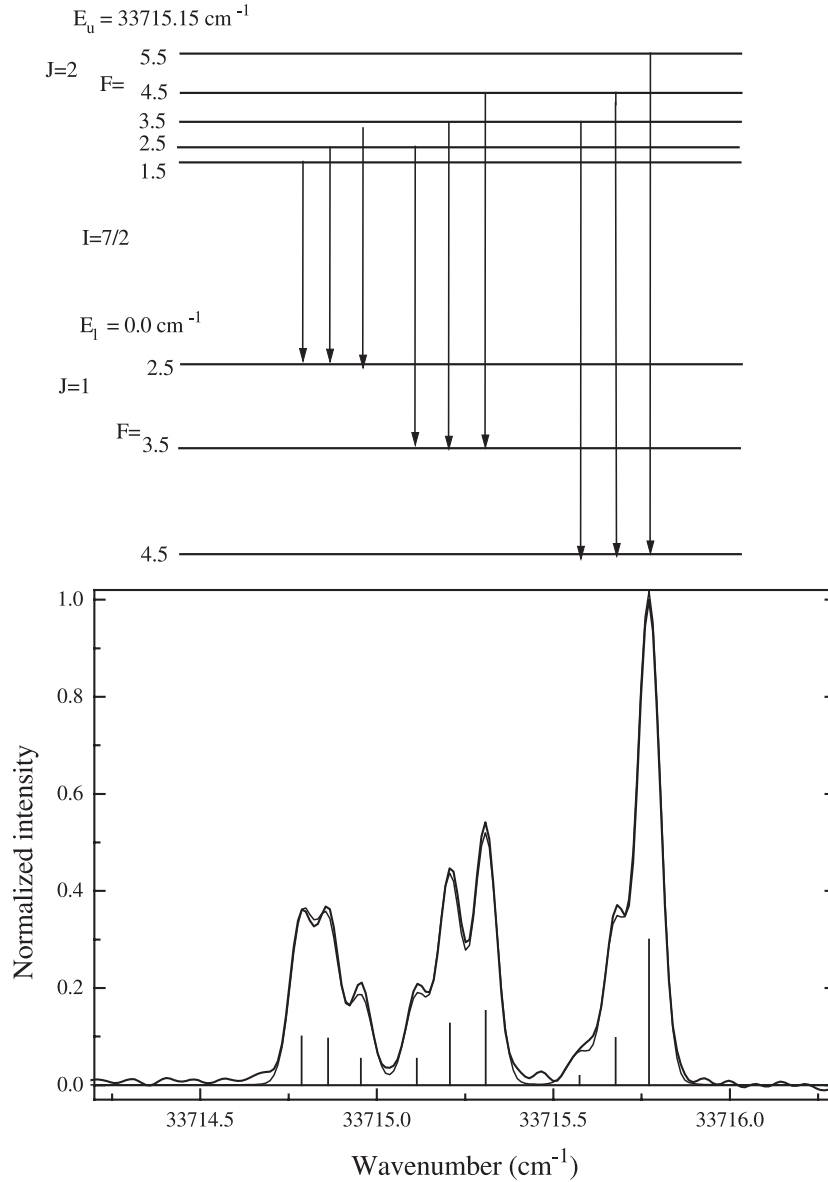 E_u = 33715.15 cm^-1
5.5
J=2
F=
4.5
3.5
2.5
1.5
I=7/2
E_l = 0.0 cm^-1
2.5
J=1
F=
3.5
4.5
1.0
0.8
0.6
0.4
0.2
0.0
Normalized intensity
33714.5
33715.0
33715.5
33716.0
Wavenumber (cm^-1)